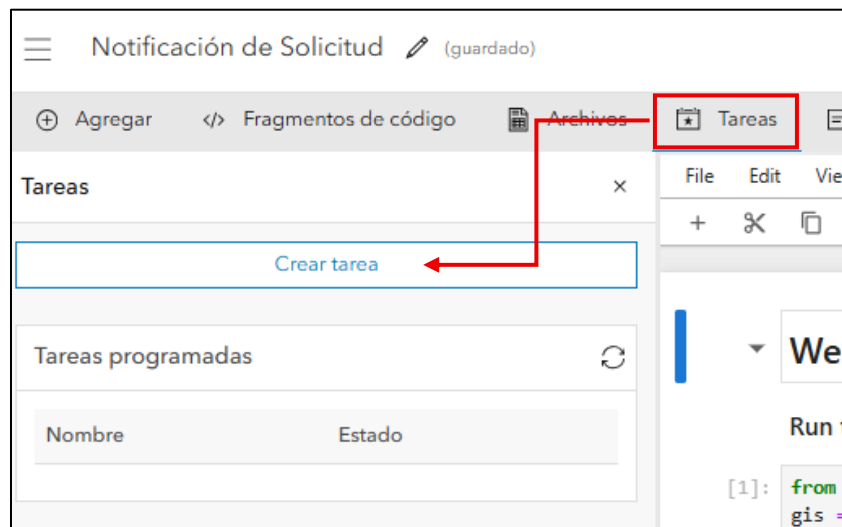 Notificación de Solicitud (guardado)
Agregar </> Fragmentos de código Archivos Tareas
Tareas ×
File Edit
Crear tarea
Tareas programadas
Nombre Estado
Run
[1]: from
gis =